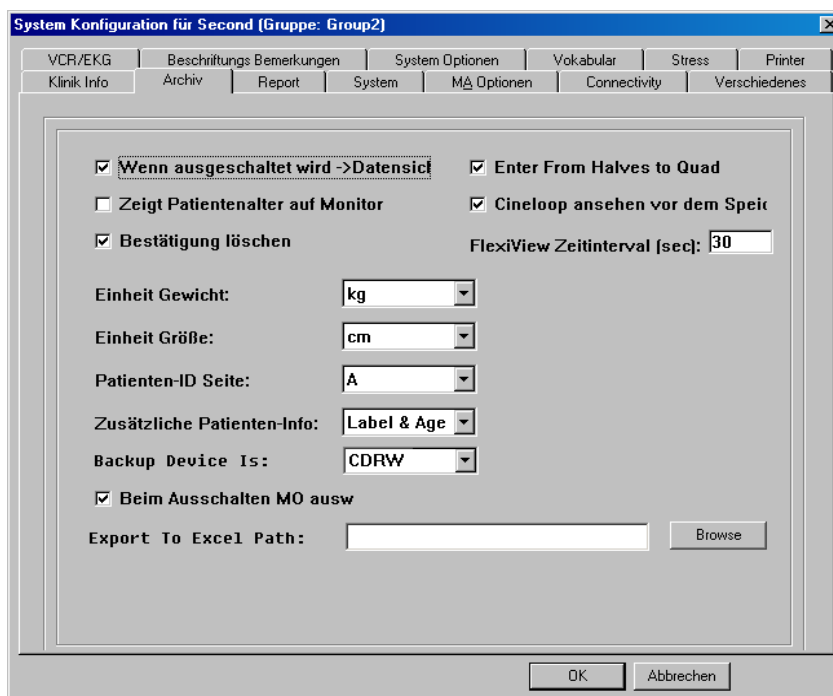 System Konfiguration für Second (Gruppe: Group2)
VCR/EKG Beschriftungs Bemerkungen System Optionen Vokabular Stress Printer
Klinik Info Archiv Report System MA Optionen Connectivity Verschiedenes
Wenn ausgeschaltet wird ->Datensicl Enter From Halves to Quad
Zeigt Patientenalter auf Monitor Cineloop ansehen vor dem Speic
Bestätigung löschen FlexiView Zeitinterval (sec): 30
Einheit Gewicht: kg
Einheit Größe: cm
Patienten-ID Seite: A
Zusätzliche Patienten-Info: Label & Age
Backup Device Is: CDRW
Beim Ausschalten MO ausw
Export To Excel Path: Browse
OK Abbrechen